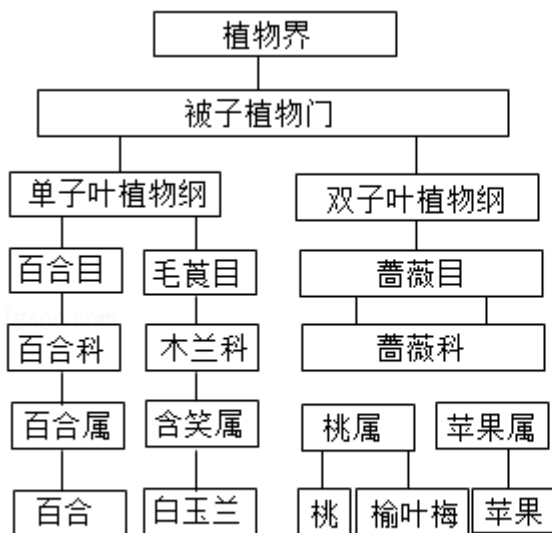 植物界
被子植物门
单子叶植物纲 双子叶植物纲
百合目 毛茛目 蔷薇目
百合科 木兰科 蔷薇科
百合属 含笑属 桃属 苹果属
百合 白玉兰 桃 榆叶梅 苹果